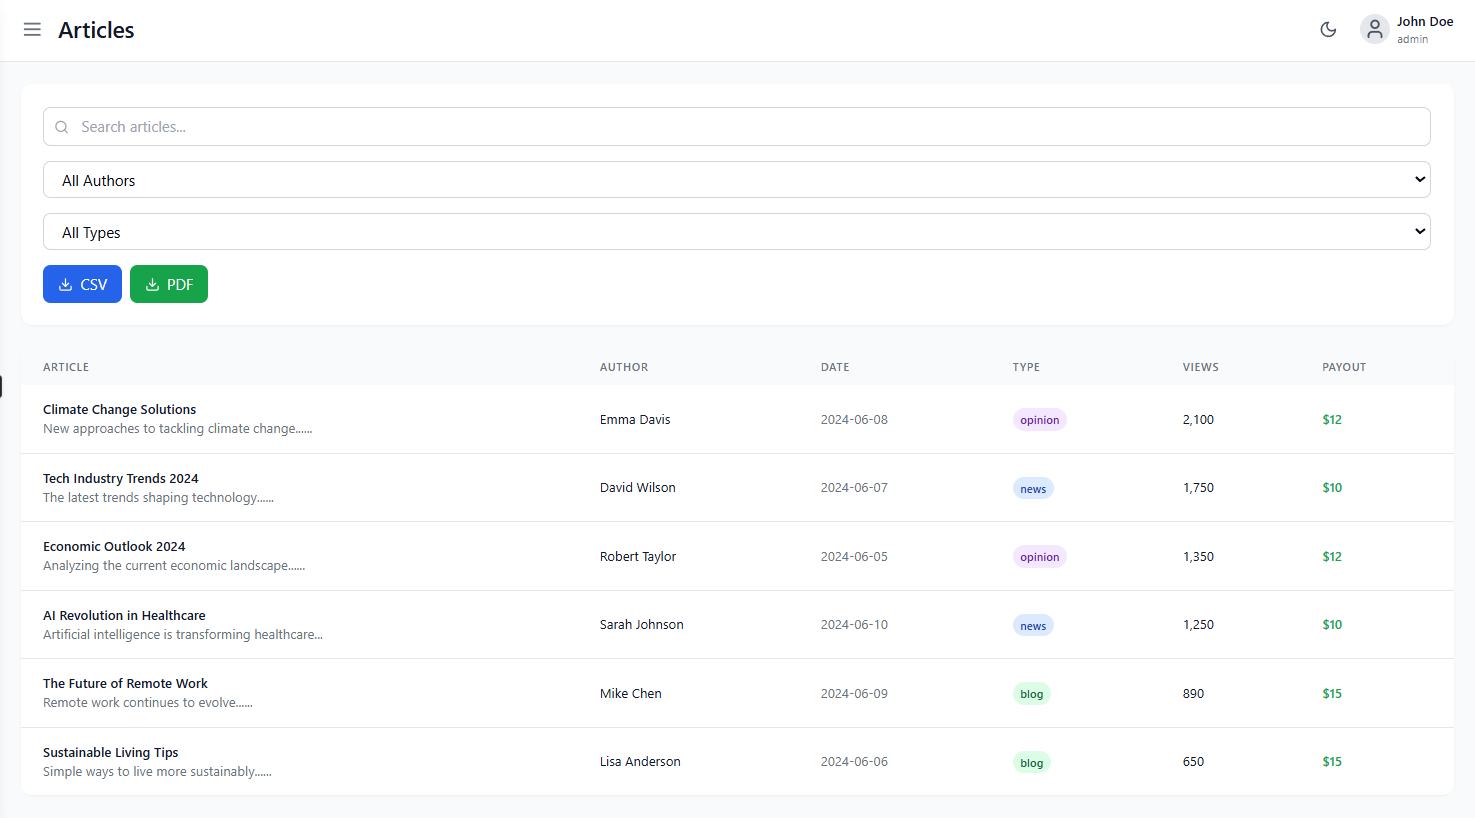 Articles
John Doe
admin
Search articles...
All Authors
All Types
CSV PDF
ARTICLE AUTHOR DATE TYPE VIEWS PAYOUT
Climate Change Solutions
New approaches to tackling climate change......
Emma Davis 2024-06-08 opinion 2,100 $12
Tech Industry Trends 2024
The latest trends shaping technology......
David Wilson 2024-06-07 news 1,750 $10
Economic Outlook 2024
Analyzing the current economic landscape......
Robert Taylor 2024-06-05 opinion 1,350 $12
AI Revolution in Healthcare
Artificial intelligence is transforming healthcare...
Sarah Johnson 2024-06-10 news 1,250 $10
The Future of Remote Work
Remote work continues to evolve......
Mike Chen 2024-06-09 blog 890 $15
Sustainable Living Tips
Simple ways to live more sustainably......
Lisa Anderson 2024-06-06 blog 650 $15